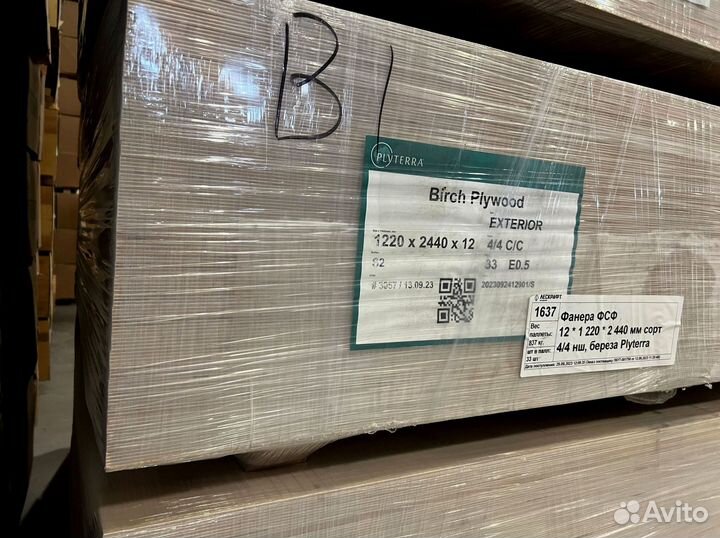 B1
PLYTERRA
Birch Plywood
EXTERIOR
1220 x 2440 x 12 4/4 C/C
S2 33 E0.5
# 3057 / 13.09.23 2023092412901/S
ЛЕСКРАФТ
1637 Фанера ФСФ
Вес паллеты: 12 * 1 220 * 2 440 мм сорт
837 кг.
шт в палл: 4/4 нш, береза Plyterra
33 шт
Avito